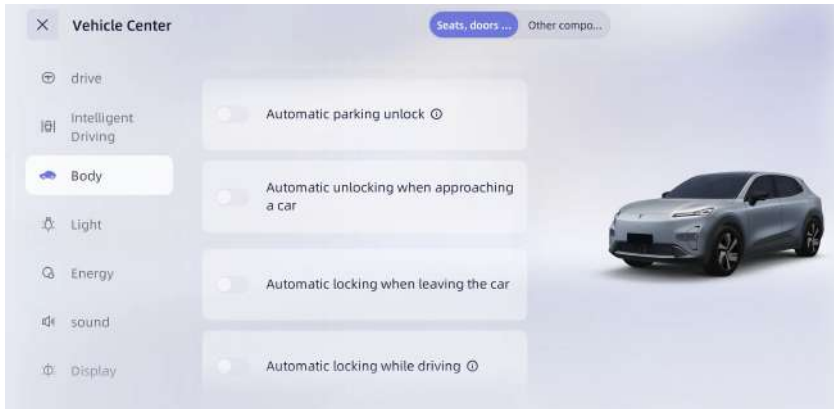 Vehicle Center
Seats, doors ...
Other compo...
drive
Intelligent
Driving
Body
Light
Energy
sound
Display
Automatic parking unlock
Automatic unlocking when approaching
a car
Automatic locking when leaving the car
Automatic locking while driving